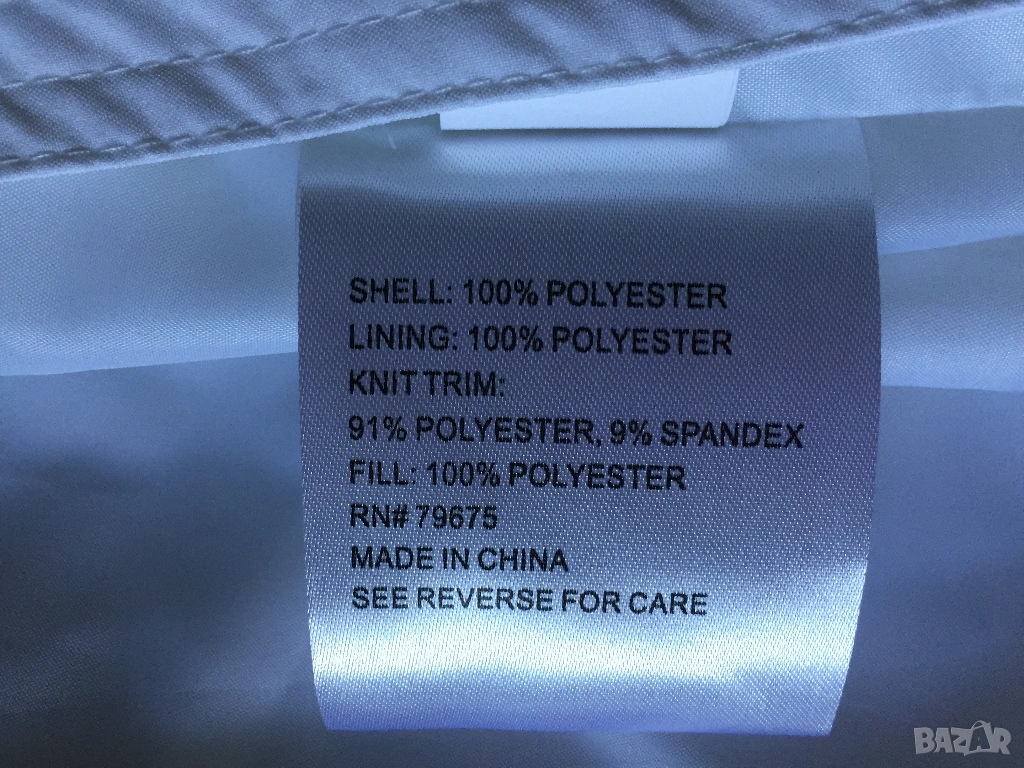 SHELL: 100% POLYESTER
LINING: 100% POLYESTER
KNIT TRIM:
91% POLYESTER, 9% SPANDEX
FILL: 100% POLYESTER
RN# 79675
MADE IN CHINA
SEE REVERSE FOR CARE
BAZAR